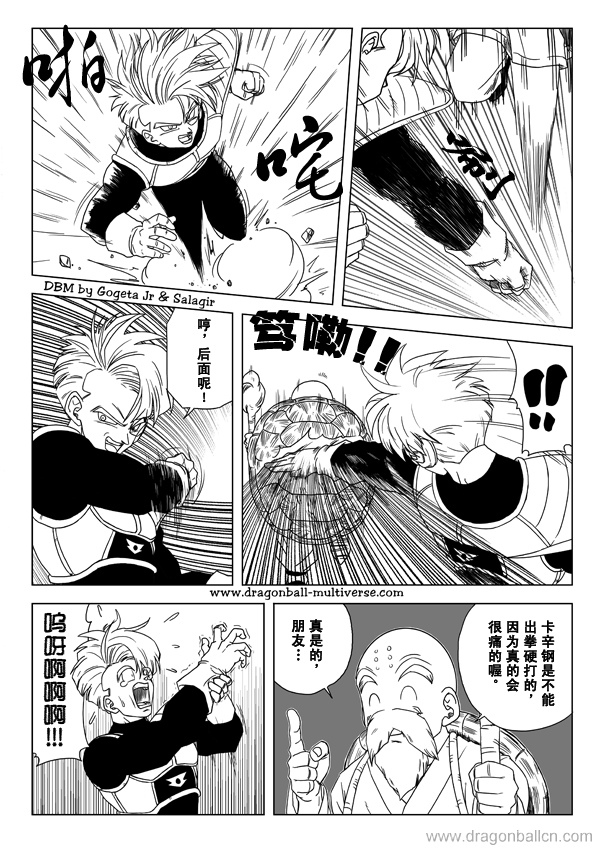 啪
咤
唰
DBM by Gogeta Jr & Salagir
哼，
后面呢！
笃嘞!!
!!
www.dragonball-multiverse.com
呜呀啊啊啊!!!
真是的，
朋友…
卡辛钢是不能
出拳硬打的，
因为真的会
很痛的喔。
www.dragonballcn.com